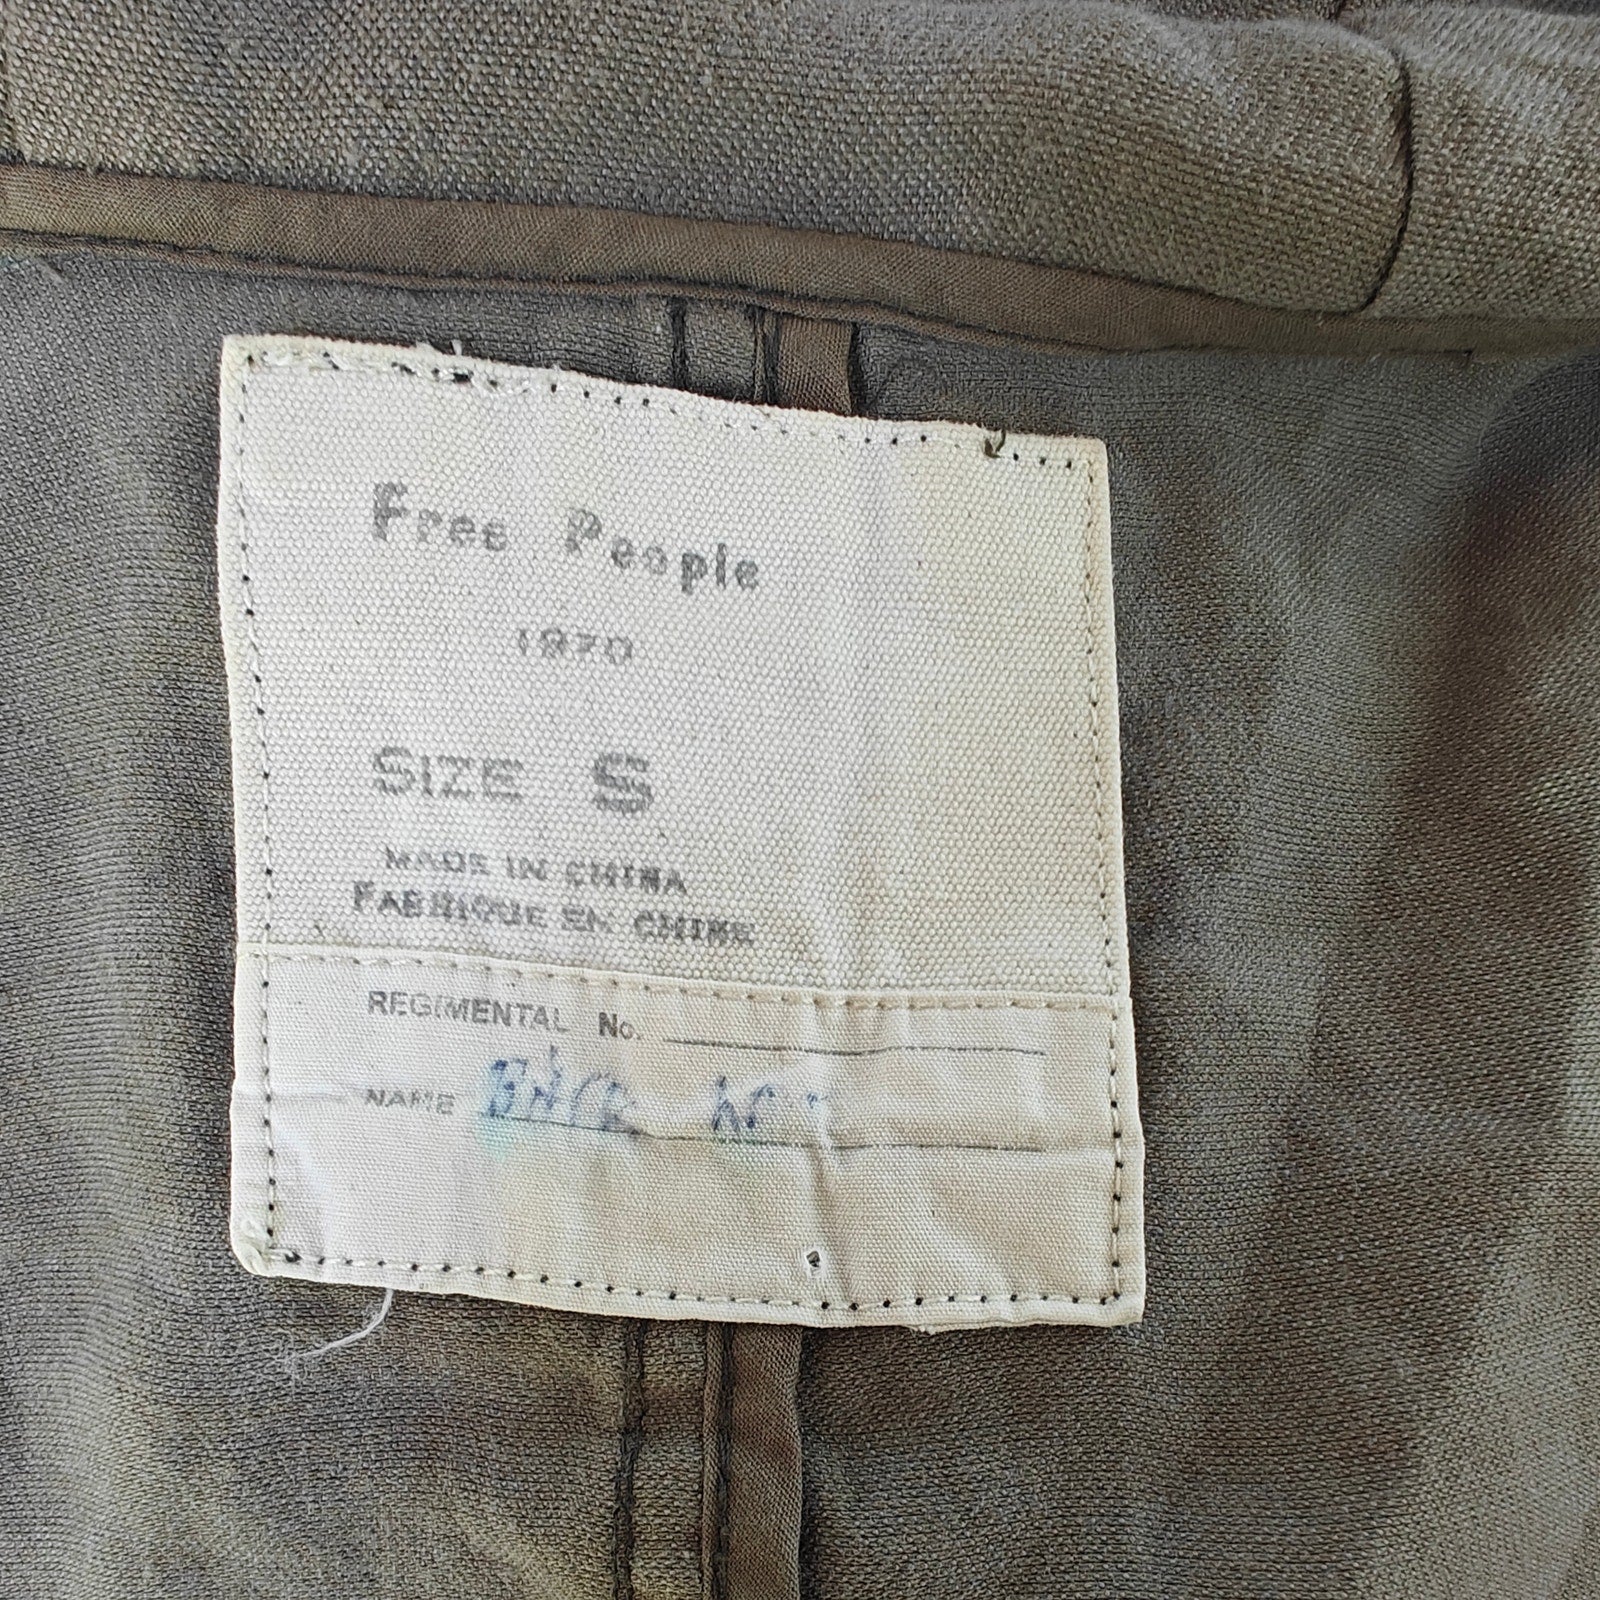 Free People
1970
SIZE S
MADE IN CHINA
FABRIQUE EN CHINE
REGIMENTAL No.
NAME